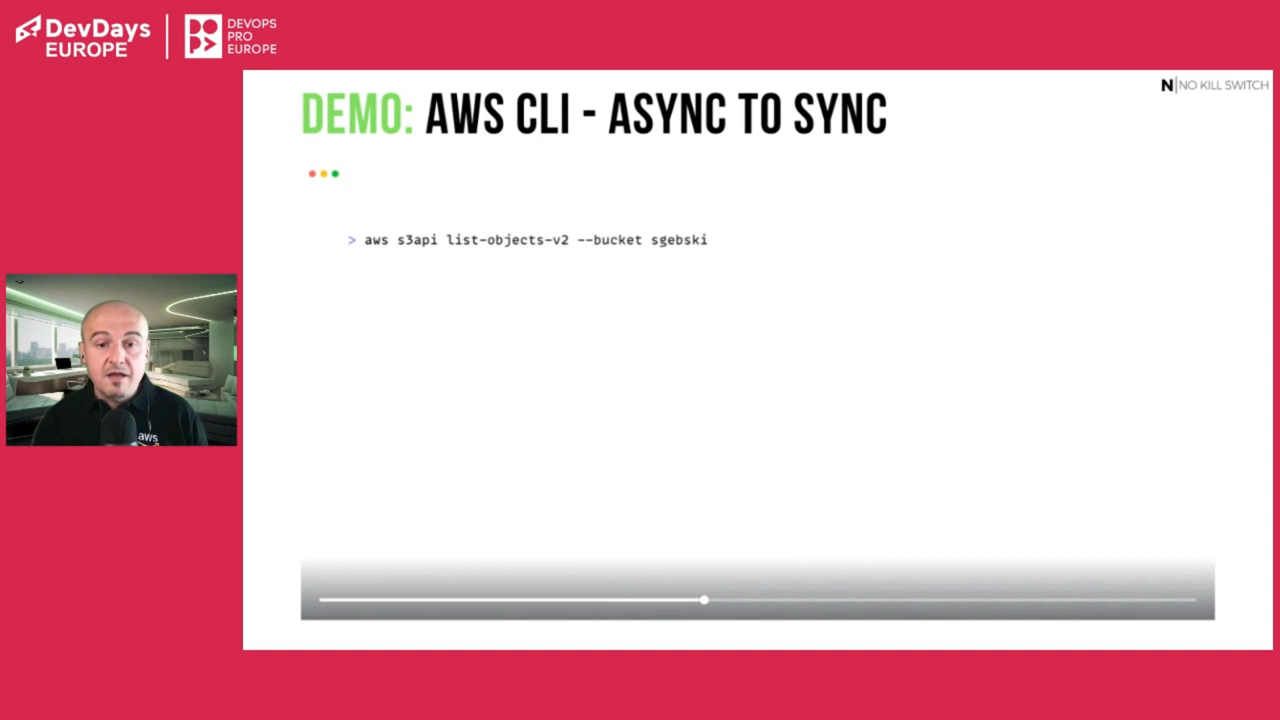 DevDays
EUROPE
DEVOPS
PRO
EUROPE
N|NO KILL SWITCH
DEMO: AWS CLI - ASYNC TO SYNC
> aws s3api list-objects-v2 --bucket sgebski
aws